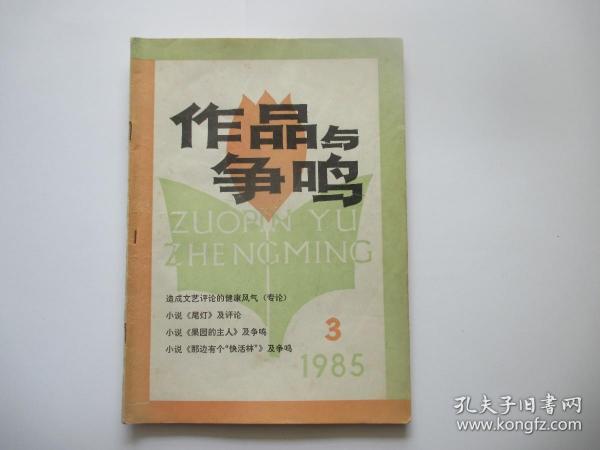 作品与
争鸣
ZUOPIN YU
ZHENGMING
造成文艺评论的健康风气（专论）
小说《尾灯》及评论
小说《果园的主人》及争鸣
小说《那边有个“快活林”》及争鸣
3
1985
孔夫子旧书网
www.kongfz.com